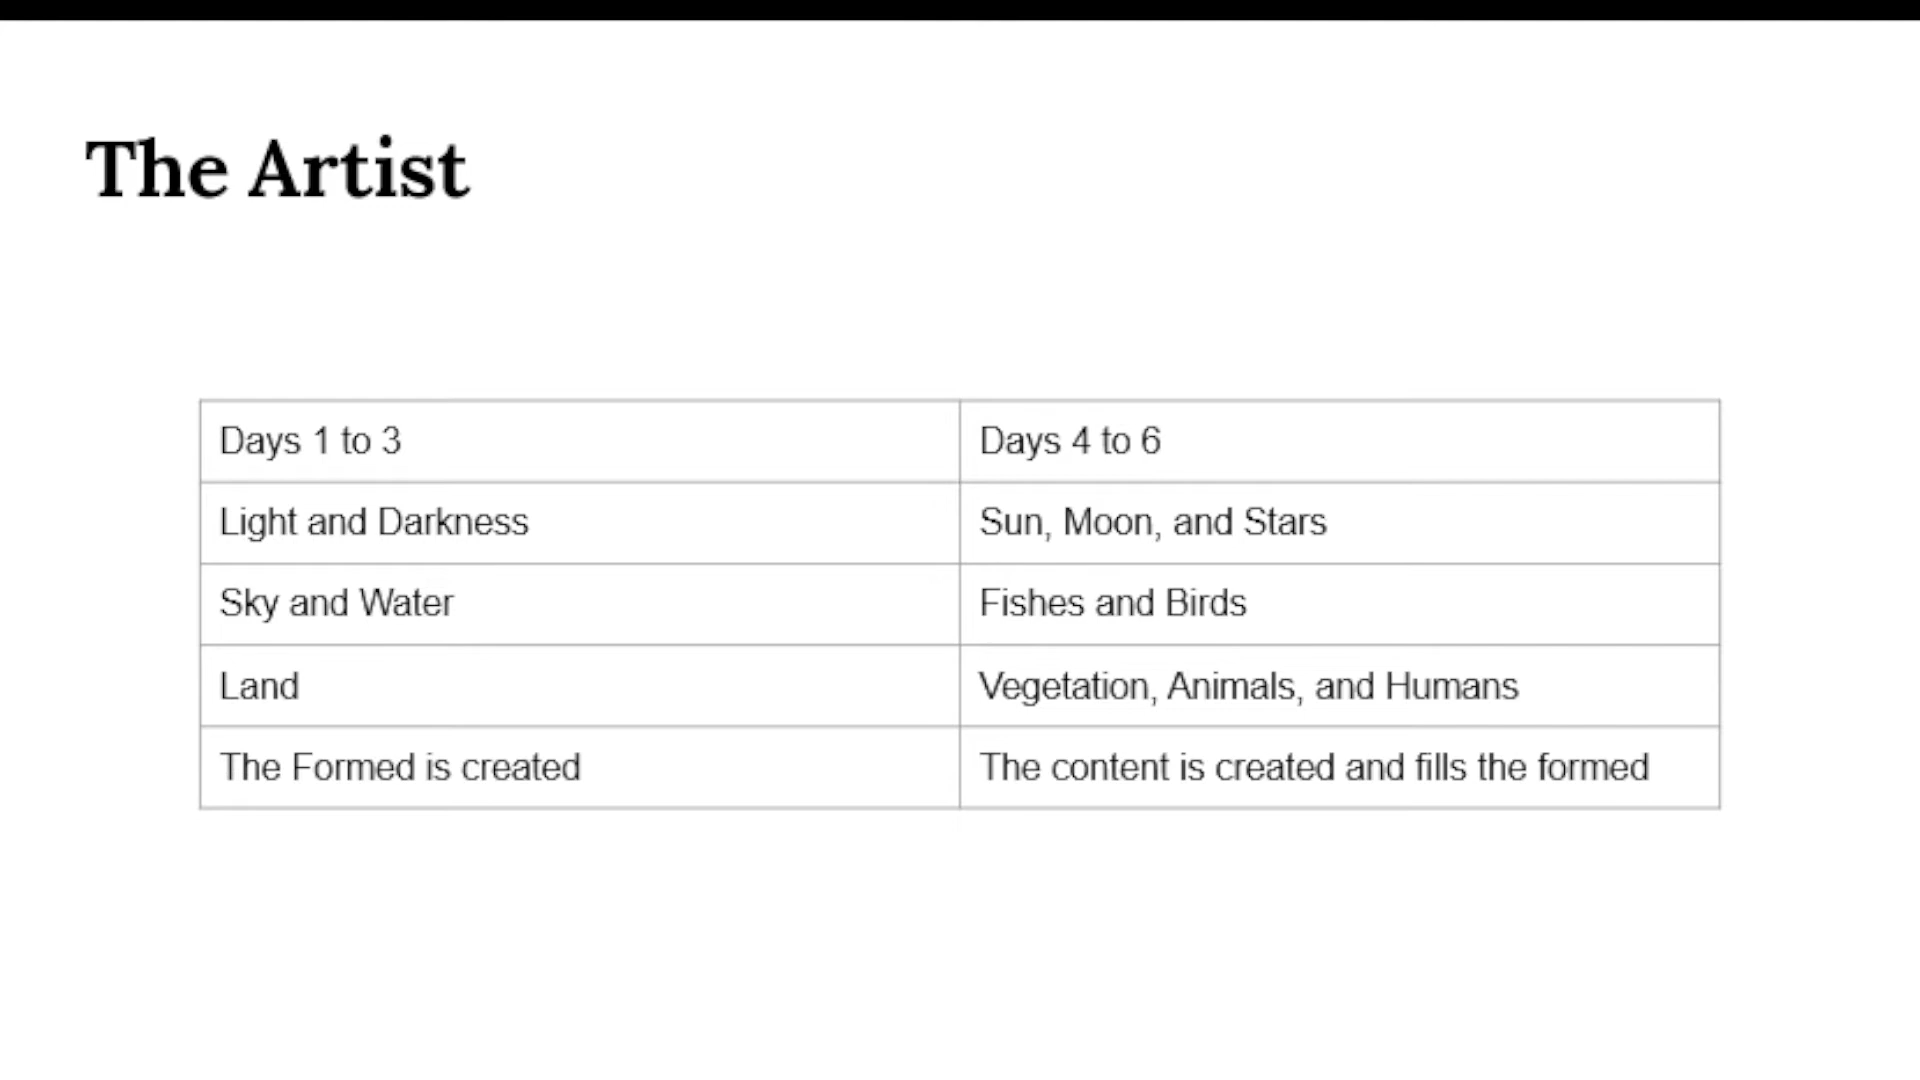 The Artist
Days 1 to 3
Days 4 to 6
Light and Darkness
Sun, Moon, and Stars
Sky and Water
Fishes and Birds
Land
Vegetation, Animals, and Humans
The Formed is created
The content is created and fills the formed